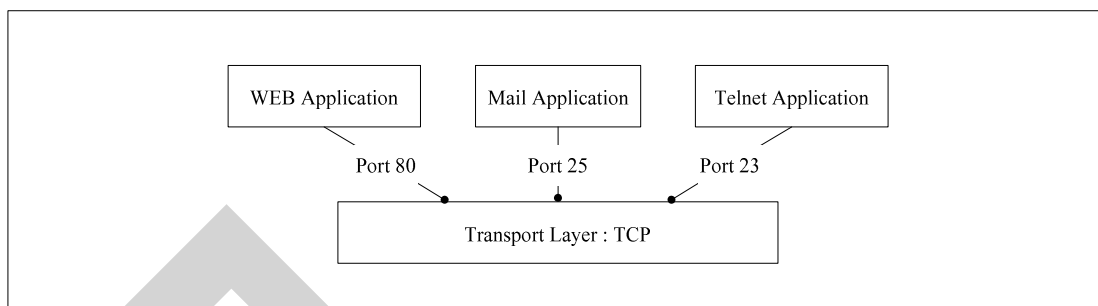 WEB Application
Mail Application
Telnet Application
Port 80
Port 25
Port 23
Transport Layer : TCP